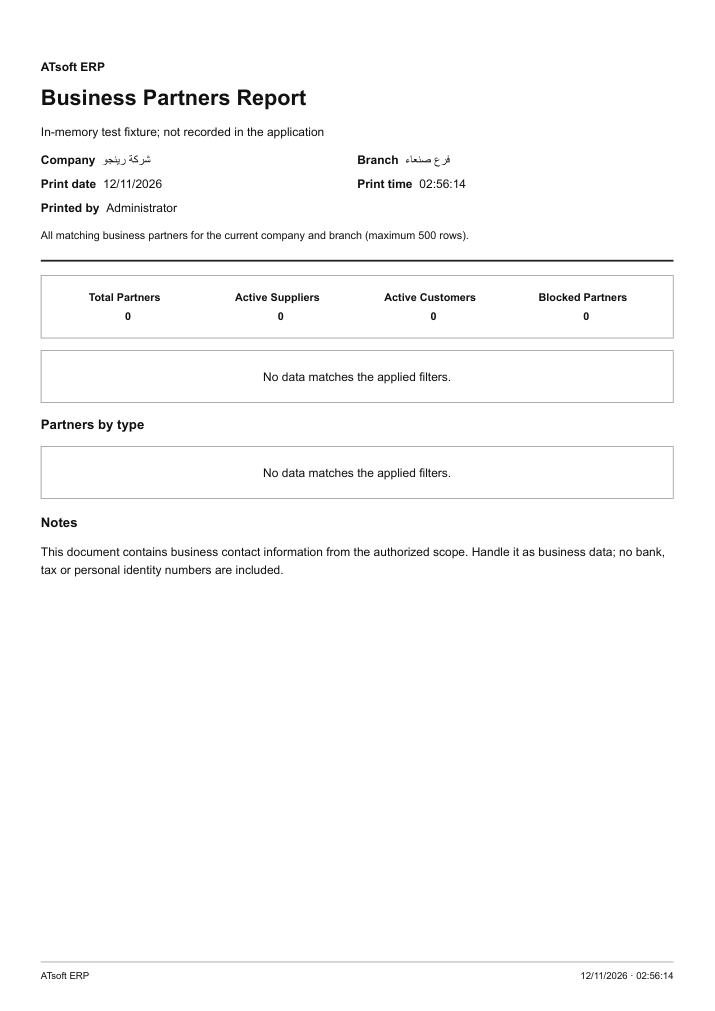 ATsoft ERP
Business Partners Report
In-memory test fixture; not recorded in the application
Company شركة رينجو Branch فرع صنعاء
Print date 12/11/2026 Print time 02:56:14
Printed by Administrator
All matching business partners for the current company and branch (maximum 500 rows).
Total Partners Active Suppliers Active Customers Blocked Partners
0 0 0 0
No data matches the applied filters.
Partners by type
No data matches the applied filters.
Notes
This document contains business contact information from the authorized scope. Handle it as business data; no bank,
tax or personal identity numbers are included.
ATsoft ERP 12/11/2026 · 02:56:14